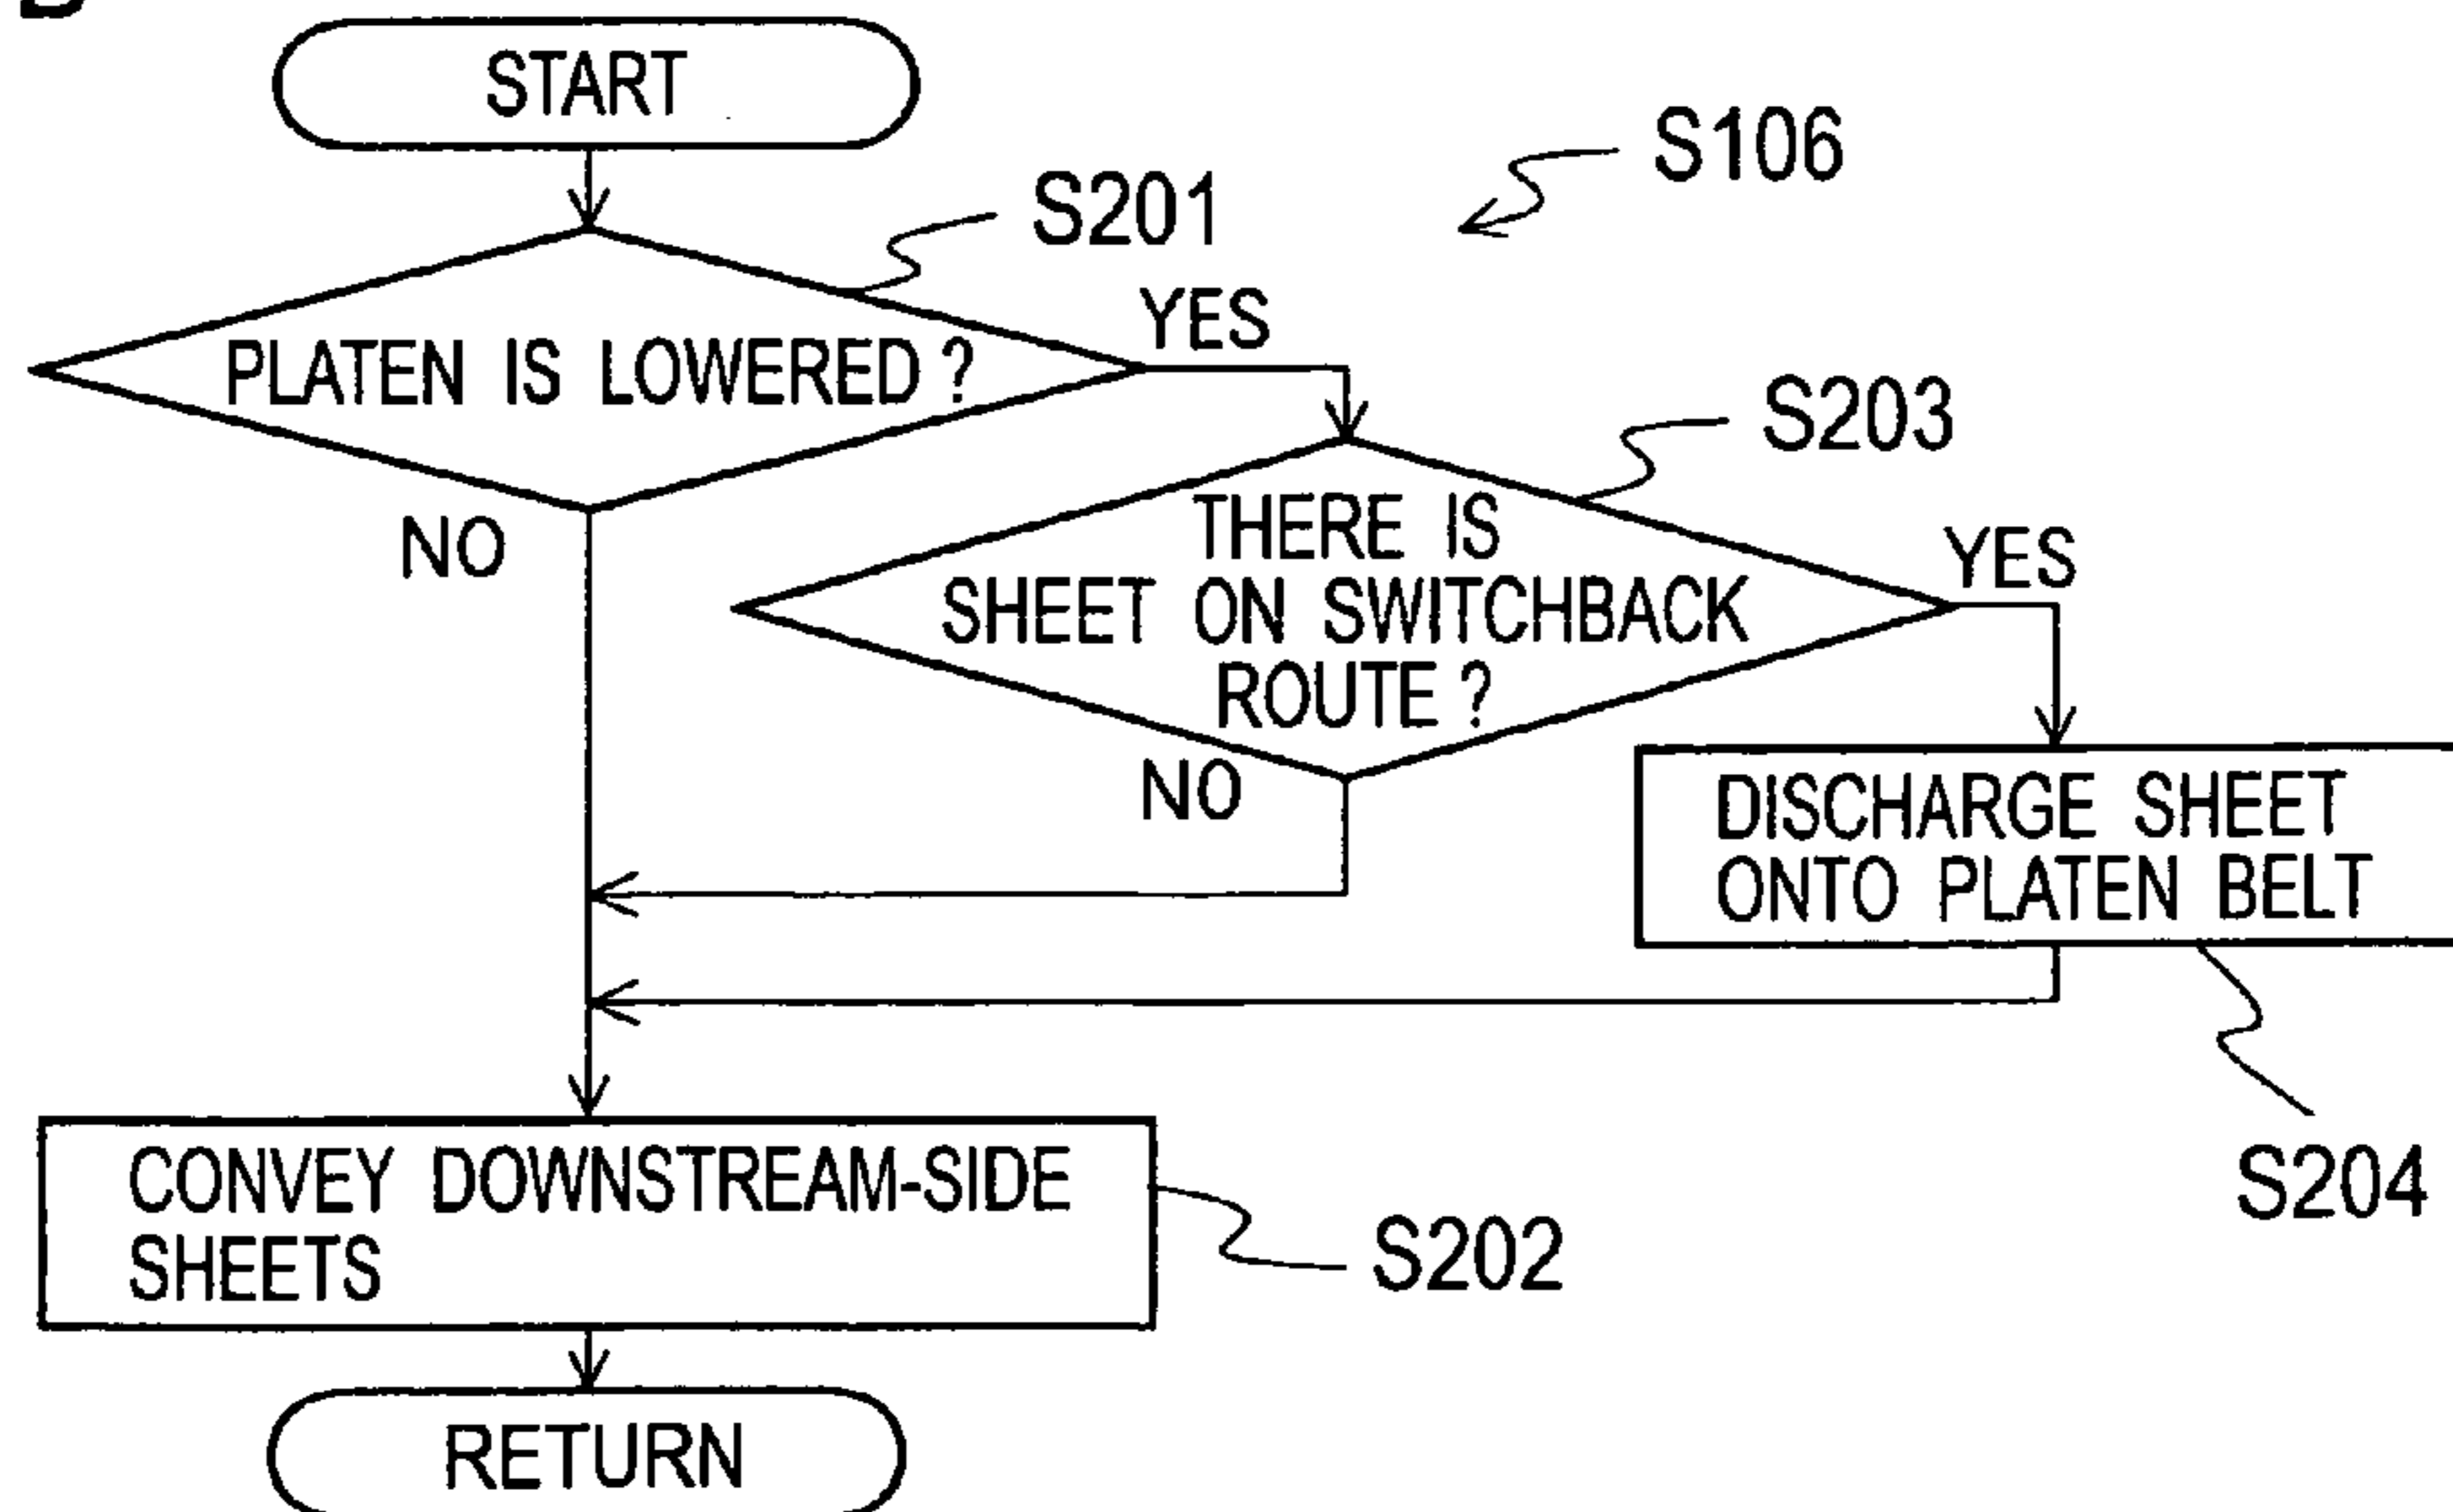 START
S106
S201
YES
PLATEN IS LOWERED ?
S203
NO
THERE IS
SHEET ON SWITCHBACK
ROUTE ?
YES
NO
DISCHARGE SHEET
ONTO PLATEN BELT
CONVEY DOWNSTREAM-SIDE
SHEETS
S204
S202
RETURN